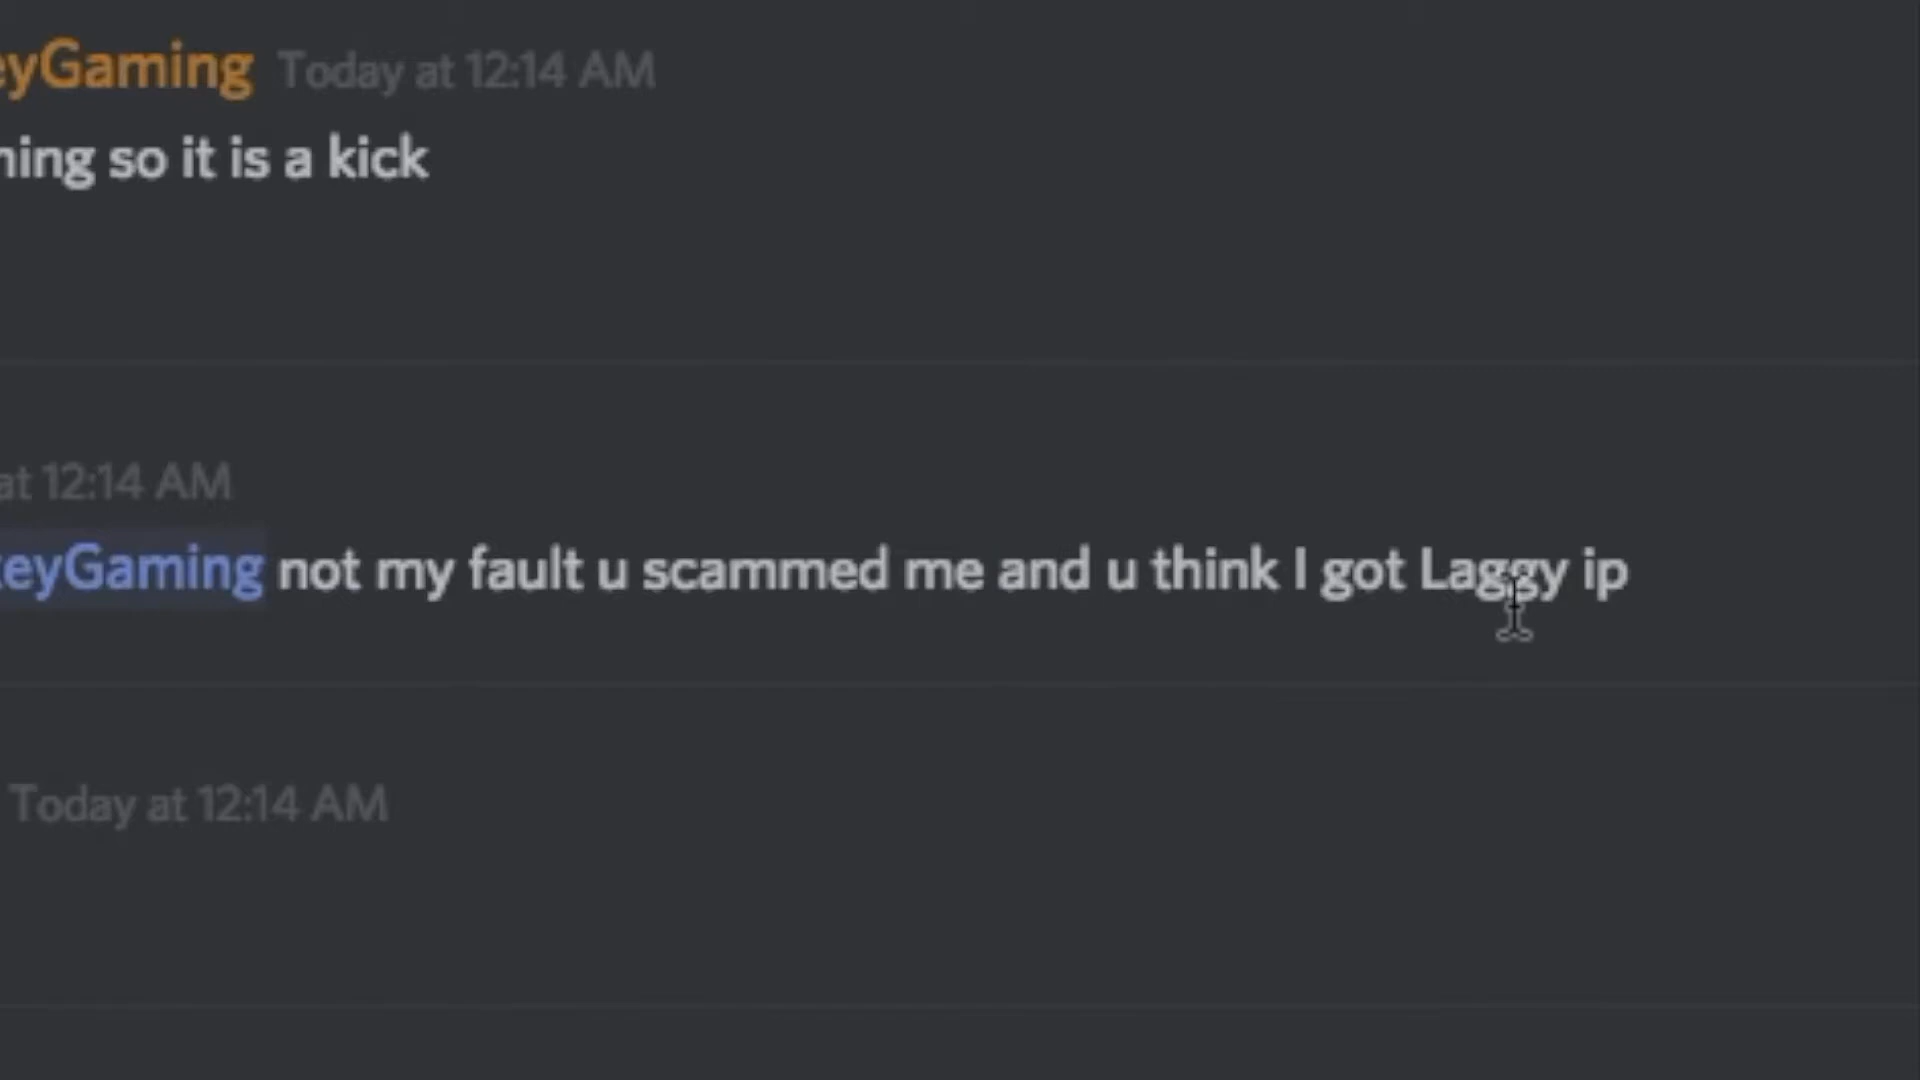 eyGaming Today at 12:14 AM
ning so it is a kick
at 12:14 AM
keyGaming not my fault u scammed me and u think I got Laggy ip
Today at 12:14 AM